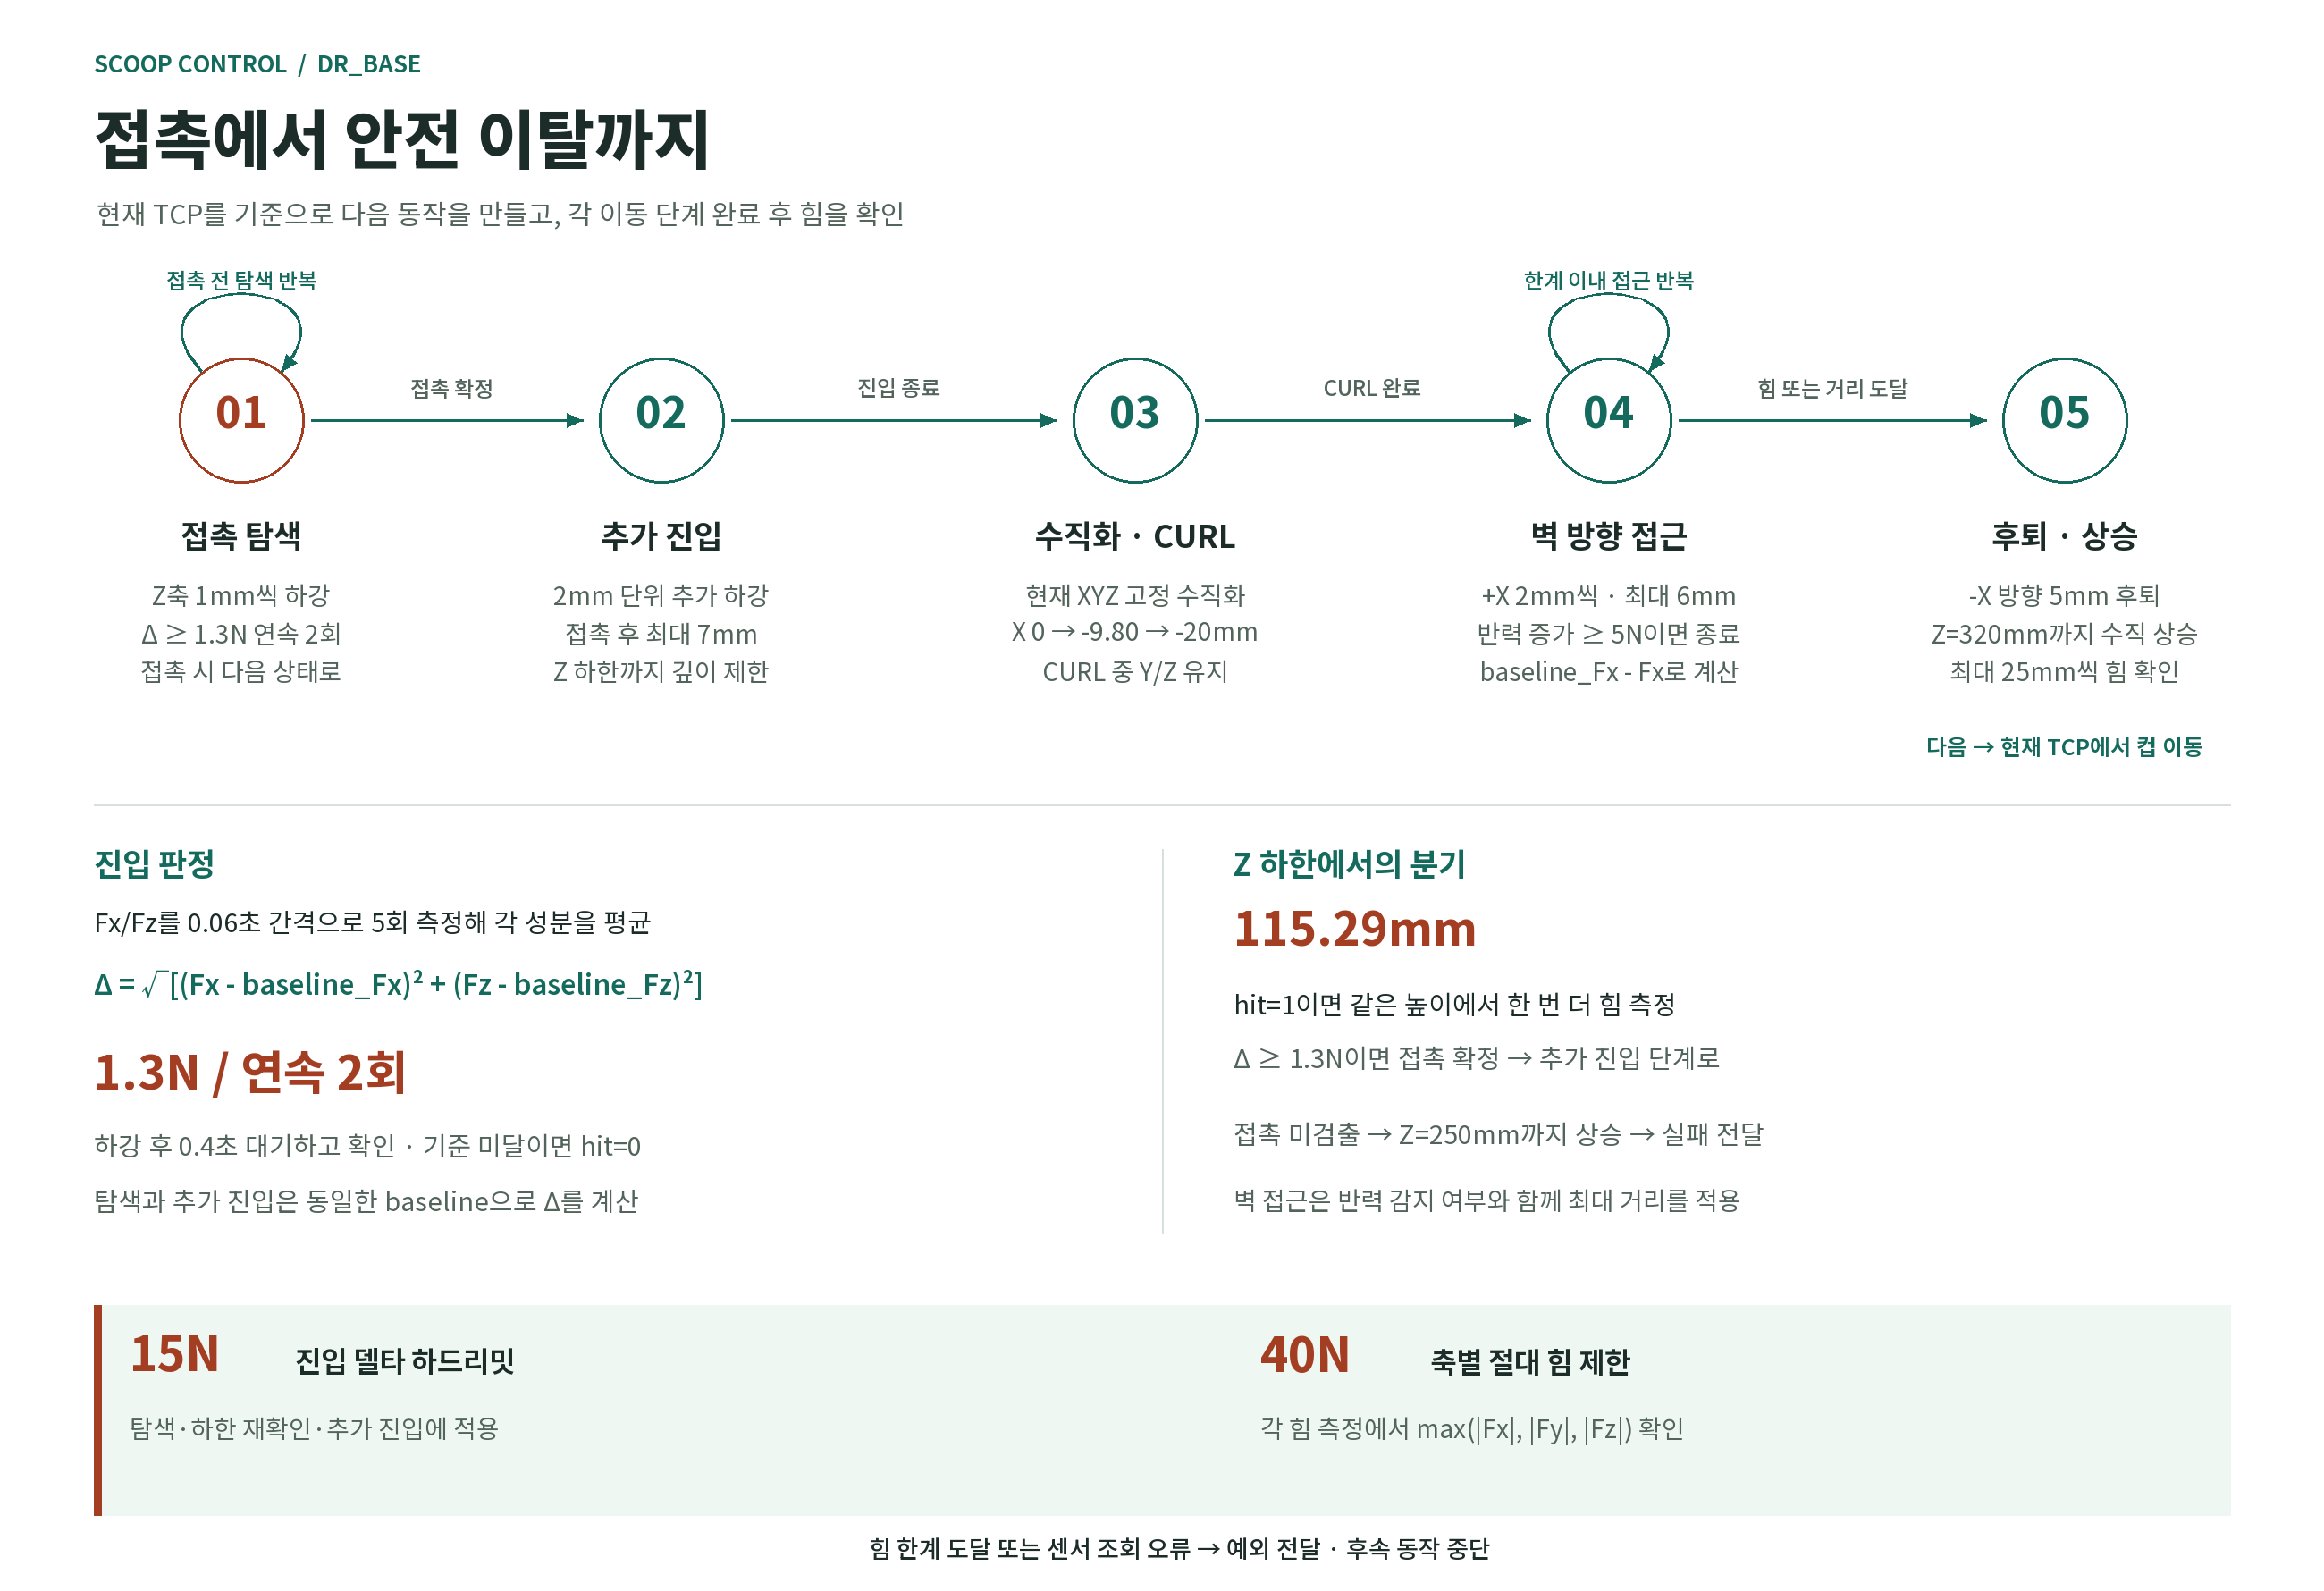 SCOOP CONTROL / DR_BASE
접촉에서 안전 이탈까지
현재 TCP를 기준으로 다음 동작을 만들고, 각 이동 단계 완료 후 힘을 확인
접촉 전 탐색 반복
한계 이내 접근 반복
01
접촉 확정
02
진입 종료
03
CURL 완료
04
힘 또는 거리 도달
05
접촉 탐색
Z축 1mm씩 하강
Δ ≥ 1.3N 연속 2회
접촉 시 다음 상태로
추가 진입
2mm 단위 추가 하강
접촉 후 최대 7mm
Z 하한까지 깊이 제한
수직화 · CURL
현재 XYZ 고정 수직화
X 0 → -9.80 → -20mm
CURL 중 Y/Z 유지
벽 방향 접근
+X 2mm씩 · 최대 6mm
반력 증가 ≥ 5N이면 종료
baseline_Fx - Fx로 계산
후퇴 · 상승
-X 방향 5mm 후퇴
Z=320mm까지 수직 상승
최대 25mm씩 힘 확인
다음 → 현재 TCP에서 컵 이동
진입 판정
Fx/Fz를 0.06초 간격으로 5회 측정해 각 성분을 평균
Δ = √[(Fx - baseline_Fx)² + (Fz - baseline_Fz)²]
1.3N / 연속 2회
하강 후 0.4초 대기하고 확인 · 기준 미달이면 hit=0
탐색과 추가 진입은 동일한 baseline으로 Δ를 계산
Z 하한에서의 분기
115.29mm
hit=1이면 같은 높이에서 한 번 더 힘 측정
Δ ≥ 1.3N이면 접촉 확정 → 추가 진입 단계로
접촉 미검출 → Z=250mm까지 상승 → 실패 전달
벽 접근은 반력 감지 여부와 함께 최대 거리를 적용
15N 진입 델타 하드리밋
탐색·하한 재확인·추가 진입에 적용
40N 축별 절대 힘 제한
각 힘 측정에서 max(|Fx|, |Fy|, |Fz|) 확인
힘 한계 도달 또는 센서 조회 오류 → 예외 전달 · 후속 동작 중단